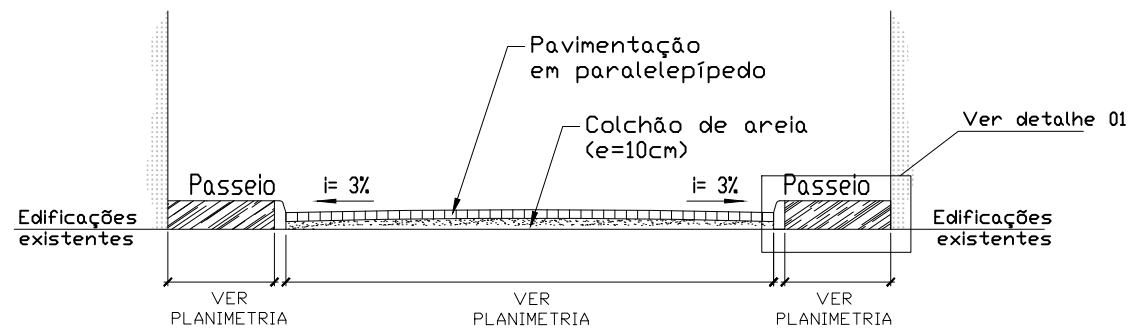 Pavimentação
em paralelepípedo
Colchão de areia
(e=10cm)
Ver detalhe 01
Passeio
i= 3%
i= 3%
Passeio
Edificações
existentes
Edificações
existentes
VER
PLANIMETRIA
VER
PLANIMETRIA
VER
PLANIMETRIA